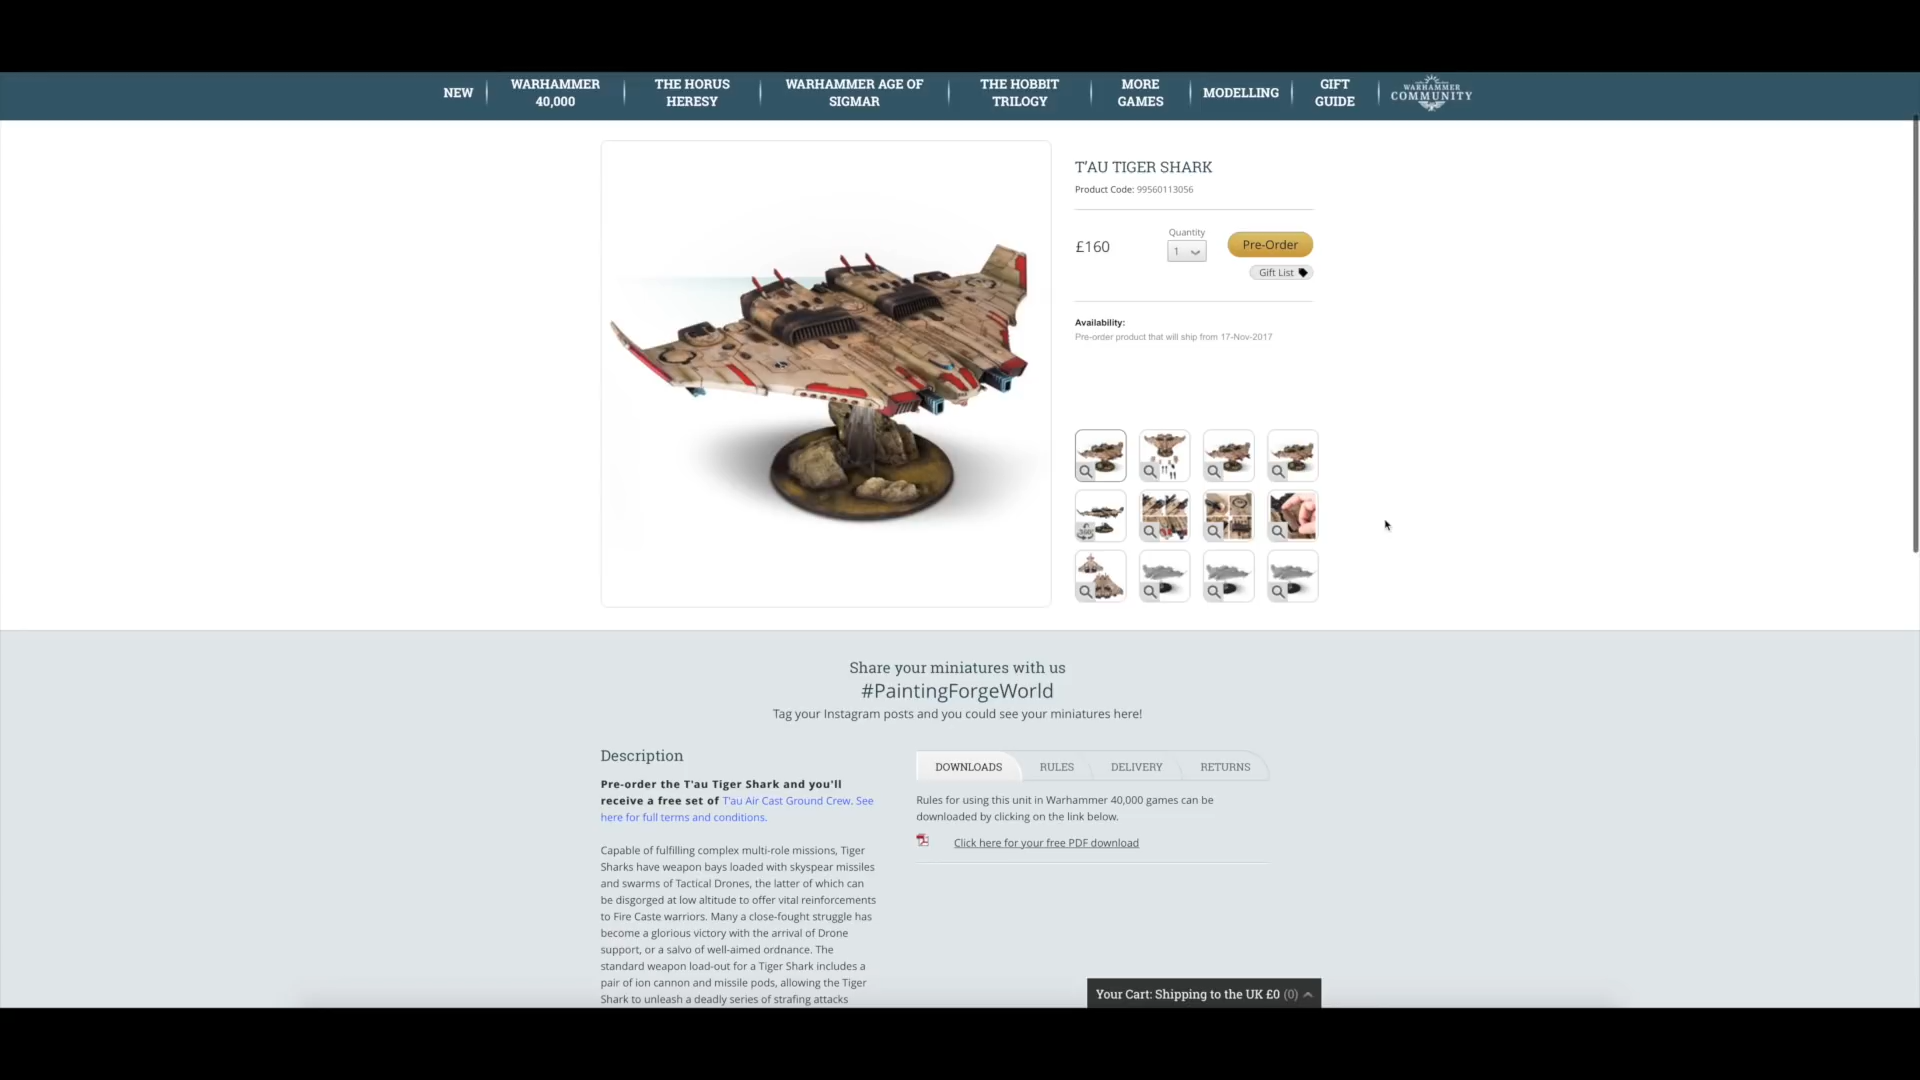 NEW
WARHAMMER
40,000
THE HORUS
HERESY
WARHAMMER AGE OF
SIGMAR
THE HOBBIT
TRILOGY
MORE
GAMES
MODELLING
GIFT
GUIDE
WARHAMMER
COMMUNITY
T'AU TIGER SHARK
Product Code: 99560113056
£160
Quantity
1
Pre-Order
Gift List
Availability:
Pre-order product that will ship from 17-Nov-2017
360
Share your miniatures with us
#PaintingForgeWorld
Tag your Instagram posts and you could see your miniatures here!
Description
Pre-order the T'au Tiger Shark and you'll
receive a free set of T'au Air Cast Ground Crew. See
here for full terms and conditions.
Capable of fulfilling complex multi-role missions, Tiger
Sharks have weapon bays loaded with skyspear missiles
and swarms of Tactical Drones, the latter of which can
be disgorged at low altitude to offer vital reinforcements
to Fire Caste warriors. Many a close-fought struggle has
become a glorious victory with the arrival of Drone
support, or a salvo of well-aimed ordnance. The
standard weapon load-out for a Tiger Shark includes a
pair of ion cannon and missile pods, allowing the Tiger
Shark to unleash a deadly series of strafing attacks
DOWNLOADS
RULES
DELIVERY
RETURNS
Rules for using this unit in Warhammer 40,000 games can be
downloaded by clicking on the link below.
Click here for your free PDF download
Your Cart: Shipping to the UK £0 (0)